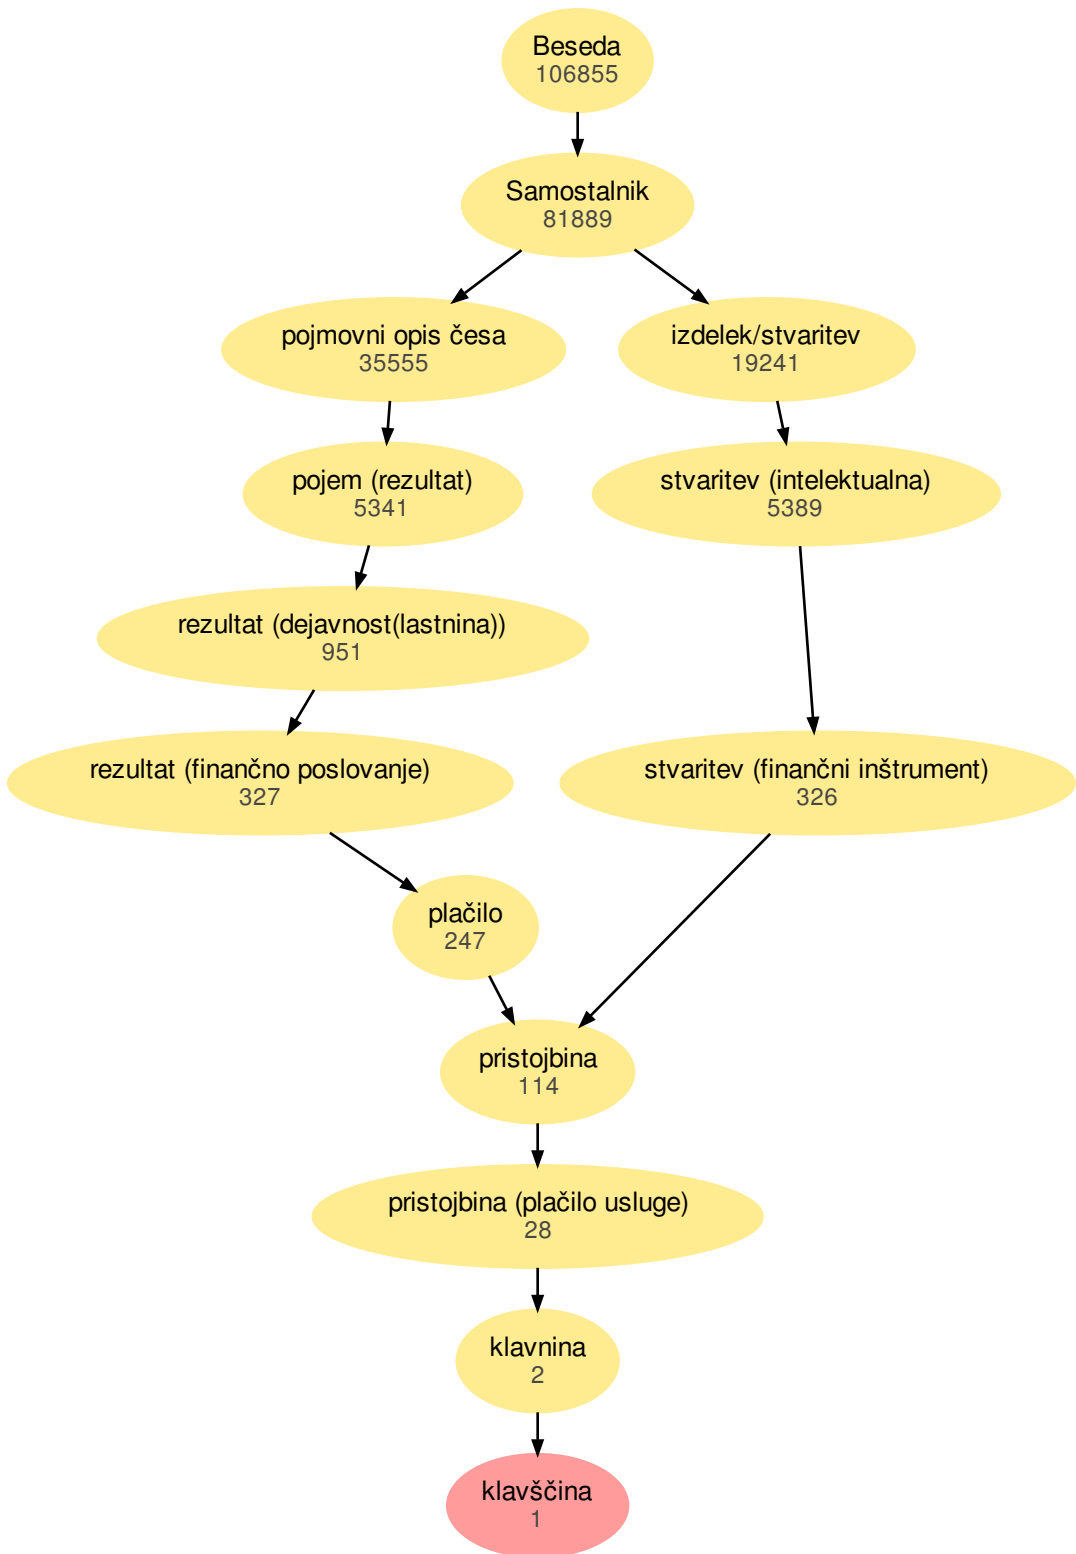 Beseda
106855
Samostalnik
81889
pojmovni opis česa
35555
izdelek/stvaritev
19241
pojem (rezultat)
5341
stvaritev (intelektualna)
5389
rezultat (dejavnost(lastnina))
951
rezultat (finančno poslovanje)
327
stvaritev (finančni inštrument)
326
plačilo
247
pristojbina
114
pristojbina (plačilo usluge)
28
klavnina
2
klavščina
1